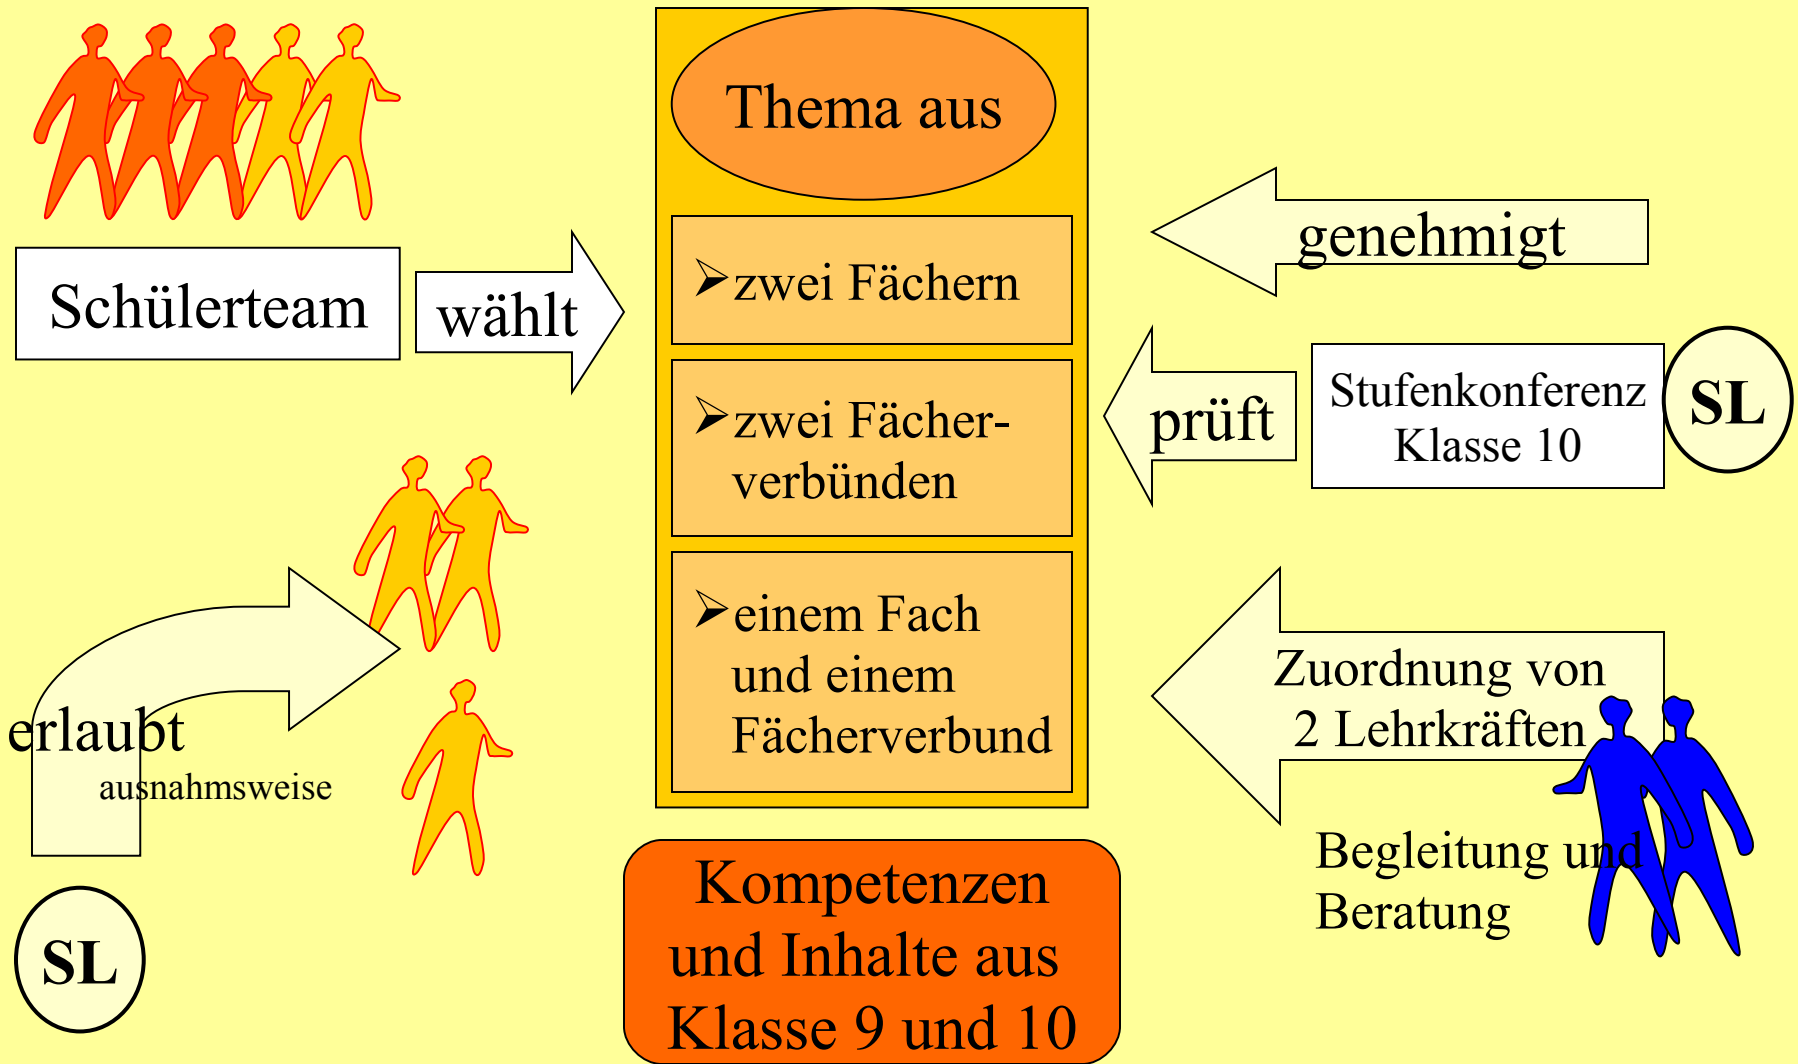 Thema aus
➢zwei Fächern
➢zwei Fächer-
verbünden
➢einem Fach
und einem
Fächerverbund
Schülerteam
wählt
genehmigt
prüft
Stufenkonferenz
Klasse 10
SL
erlaubt
ausnahmsweise
SL
Zuordnung von
2 Lehrkräften
Begleitung und
Beratung
Kompetenzen
und Inhalte aus
Klasse 9 und 10